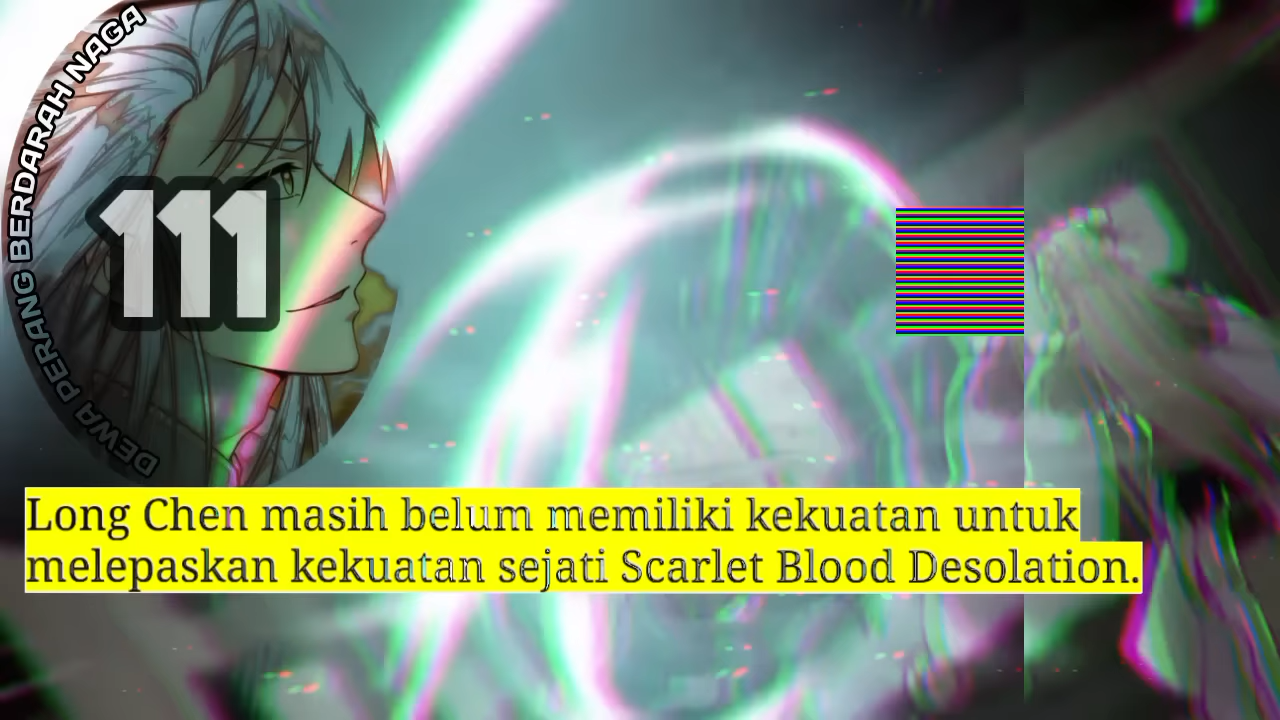 DEWA PERANG BERDARAH NAGA
111
Long Chen masih belum memiliki kekuatan untuk
melepaskan kekuatan sejati Scarlet Blood Desolation.